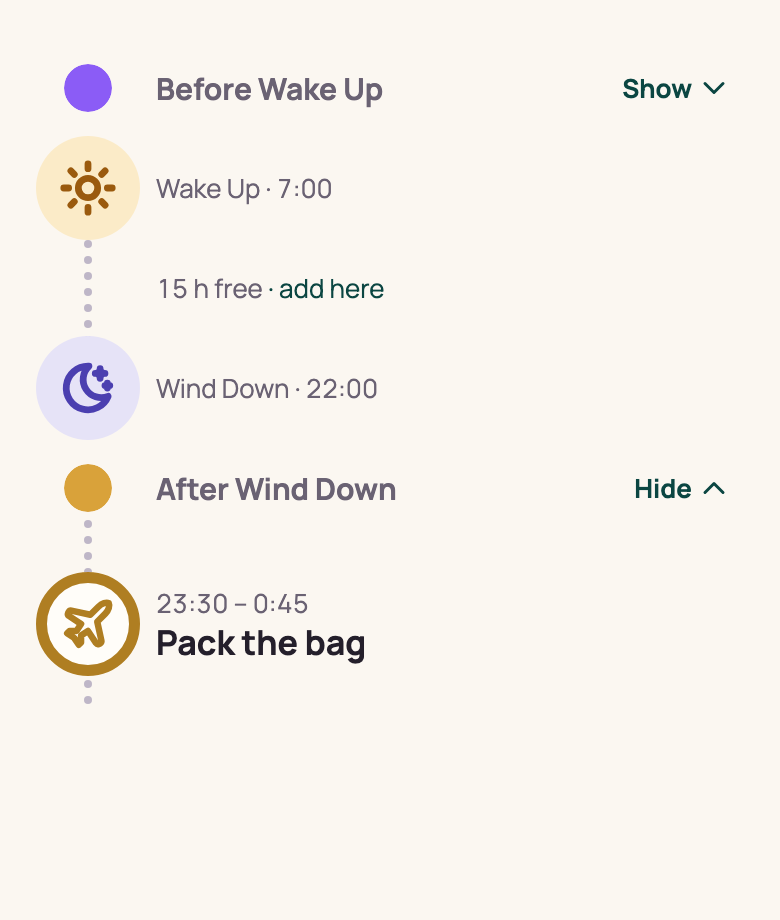 Before Wake Up
Show
Wake Up · 7:00
15 h free · add here
Wind Down · 22:00
After Wind Down
Hide
23:30 – 0:45
Pack the bag